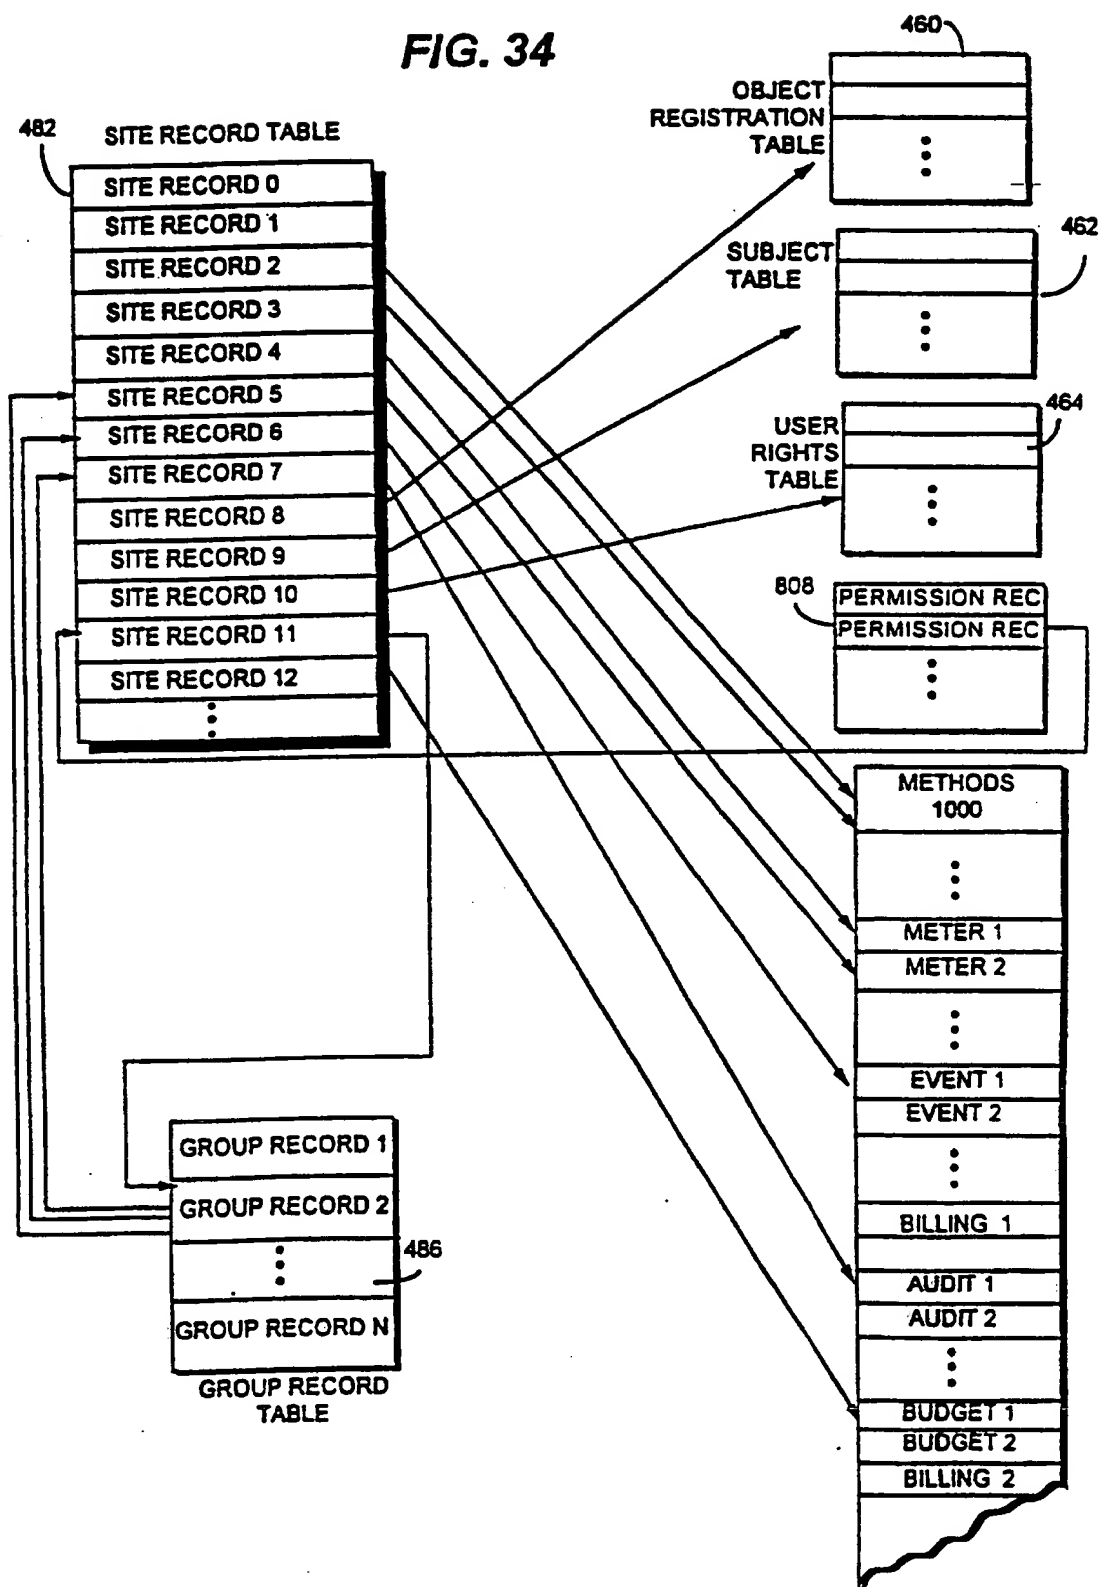 FIG. 34
460
OBJECT
REGISTRATION
TABLE
482
SITE RECORD TABLE
SITE RECORD 0
SITE RECORD 1
SITE RECORD 2
SITE RECORD 3
SITE RECORD 4
SITE RECORD 5
SITE RECORD 6
SITE RECORD 7
SITE RECORD 8
SITE RECORD 9
SITE RECORD 10
SITE RECORD 11
SITE RECORD 12
SUBJECT
TABLE
462
USER
RIGHTS
TABLE
464
808
PERMISSION REC
PERMISSION REC
METHODS
1000
METER 1
METER 2
EVENT 1
EVENT 2
BILLING 1
AUDIT 1
AUDIT 2
BUDGET 1
BUDGET 2
BILLING 2
GROUP RECORD 1
GROUP RECORD 2
486
GROUP RECORD N
GROUP RECORD
TABLE